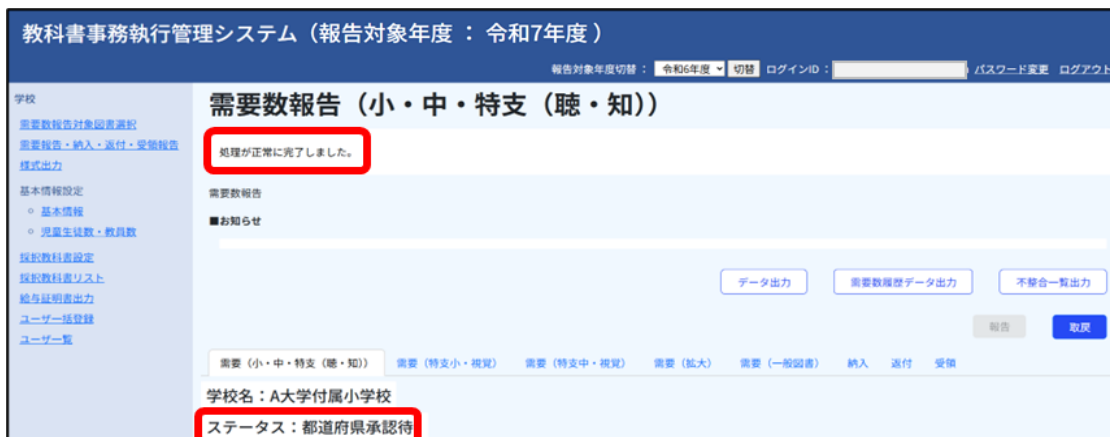 教科書事務執行管理システム（報告対象年度 ： 令和7年度 ）
報告対象年度切替： 令和6年度 切替 ログインID： パスワード変更 ログアウト
学校
需要数報告対象図書選択
需要報告・納入・返付・受領報告
様式出力
基本情報設定
基本情報
児童生徒数・教員数
採択教科書設定
採択教科書リスト
給与証明書出力
ユーザ一括登録
ユーザ一覧
需要数報告（小・中・特支（聴・知））
処理が正常に完了しました。
需要数報告
■お知らせ
データ出力 需要数履歴データ出力 不整合一覧出力
報告 取戻
需要（小・中・特支（聴・知）） 需要（特支小・視覚） 需要（特支中・視覚） 需要（拡大） 需要（一般図書） 納入 返付 受領
学校名：A大学付属小学校
ステータス：都道府県承認待